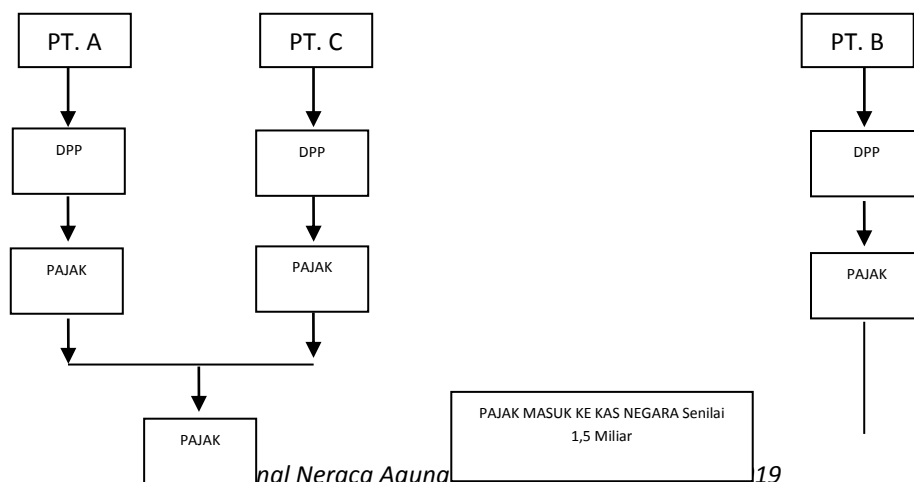 PT. A
PT. C
PT. B
DPP
DPP
DPP
PAJAK
PAJAK
PAJAK
PAJAK
PAJAK MASUK KE KAS NEGARA Senilai
1,5 Miliar
Neraca